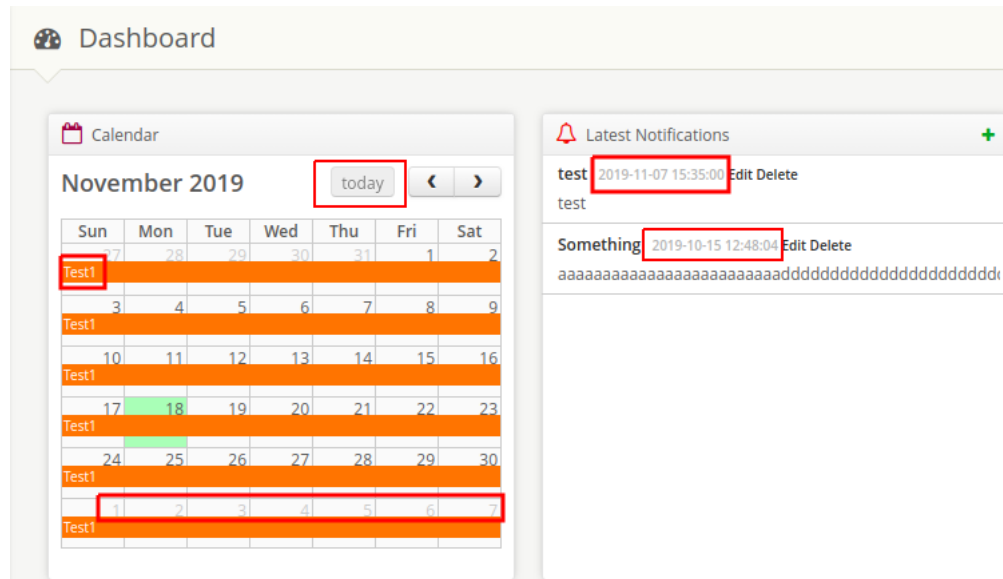 Dashboard
Calendar
November 2019 today
Sun Mon Tue Wed Thu Fri Sat
27 28 29 30 31 1 2
Test1
3 4 5 6 7 8 9
Test1
10 11 12 13 14 15 16
Test1
17 18 19 20 21 22 23
Test1
24 25 26 27 28 29 30
Test1
1 2 3 4 5 6 7
Test1
Latest Notifications
test 2019-11-07 15:35:00 Edit Delete
test
Something 2019-10-15 12:48:04 Edit Delete